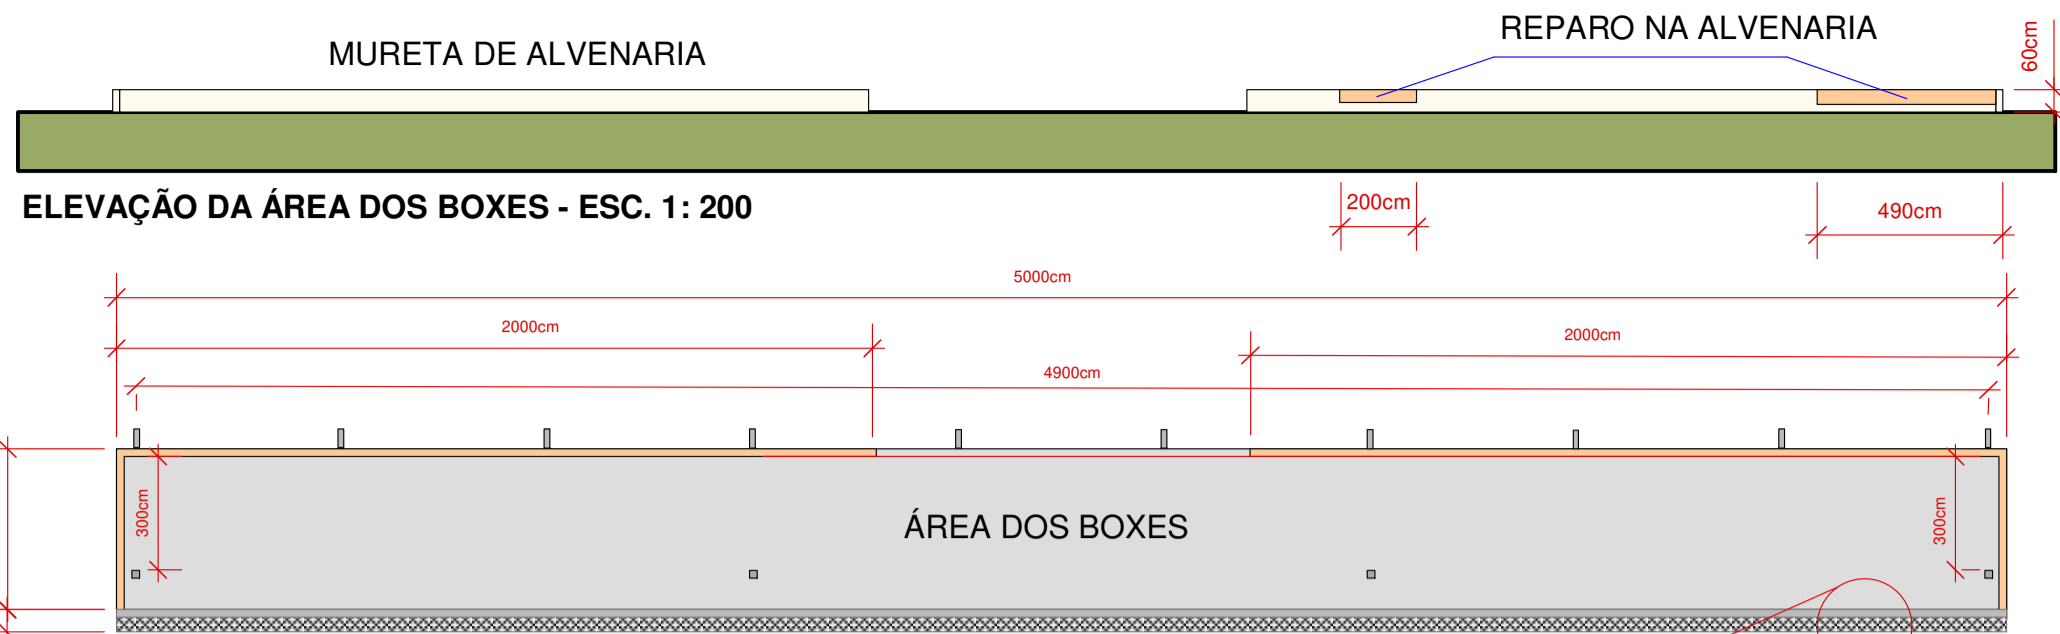 REPARO NA ALVENARIA
MURETA DE ALVENARIA
60cm
ELEVAÇÃO DA ÁREA DOS BOXES - ESC. 1: 200
200cm
490cm
5000cm
2000cm
2000cm
4900cm
300cm
ÁREA DOS BOXES
300cm